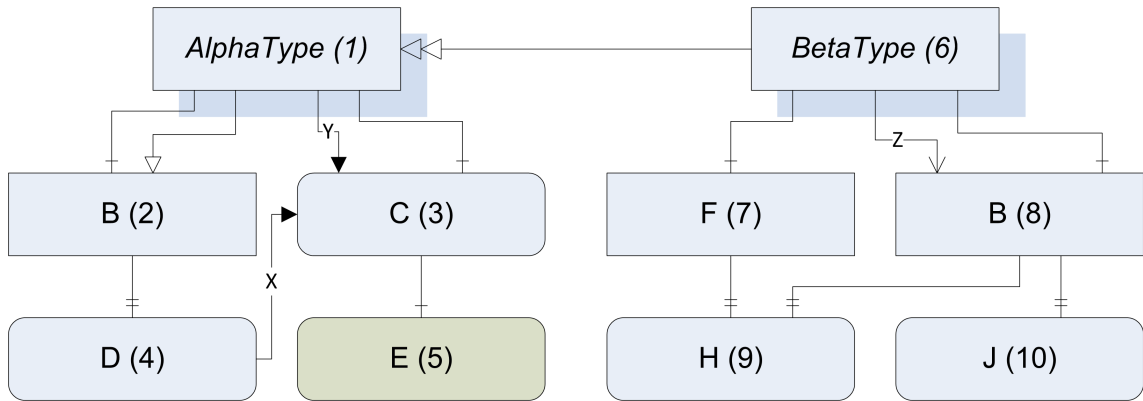 AlphaType (1)
BetaType (6)
Y
Z
B (2)
C (3)
F (7)
B (8)
X
D (4)
E (5)
H (9)
J (10)